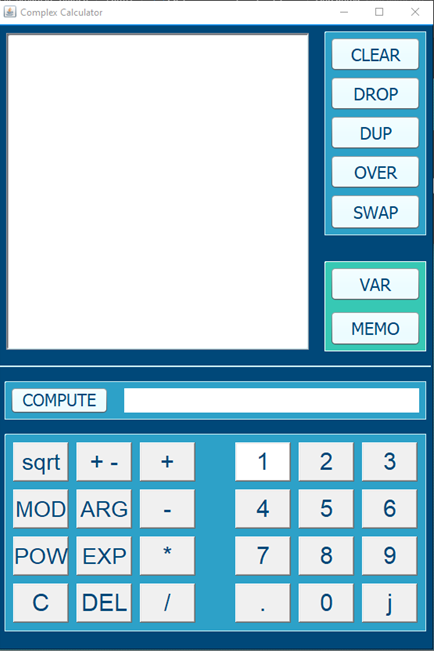 Complex Calculator
CLEAR
DROP
DUP
OVER
SWAP
VAR
MEMO
COMPUTE
sqrt + - + 1 2 3
MOD ARG - 4 5 6
POW EXP * 7 8 9
C DEL / . 0 j